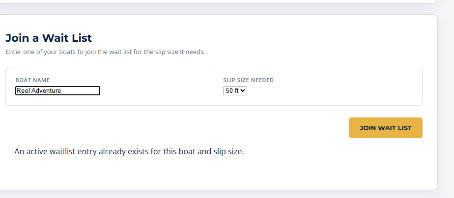 Join a Wait List
Enter one of your boats to join the wait list for the slip size it needs.
BOAT NAME
SLIP SIZE NEEDED
Reel Adventure
50 ft
JOIN WAIT LIST
An active waitlist entry already exists for this boat and slip size.